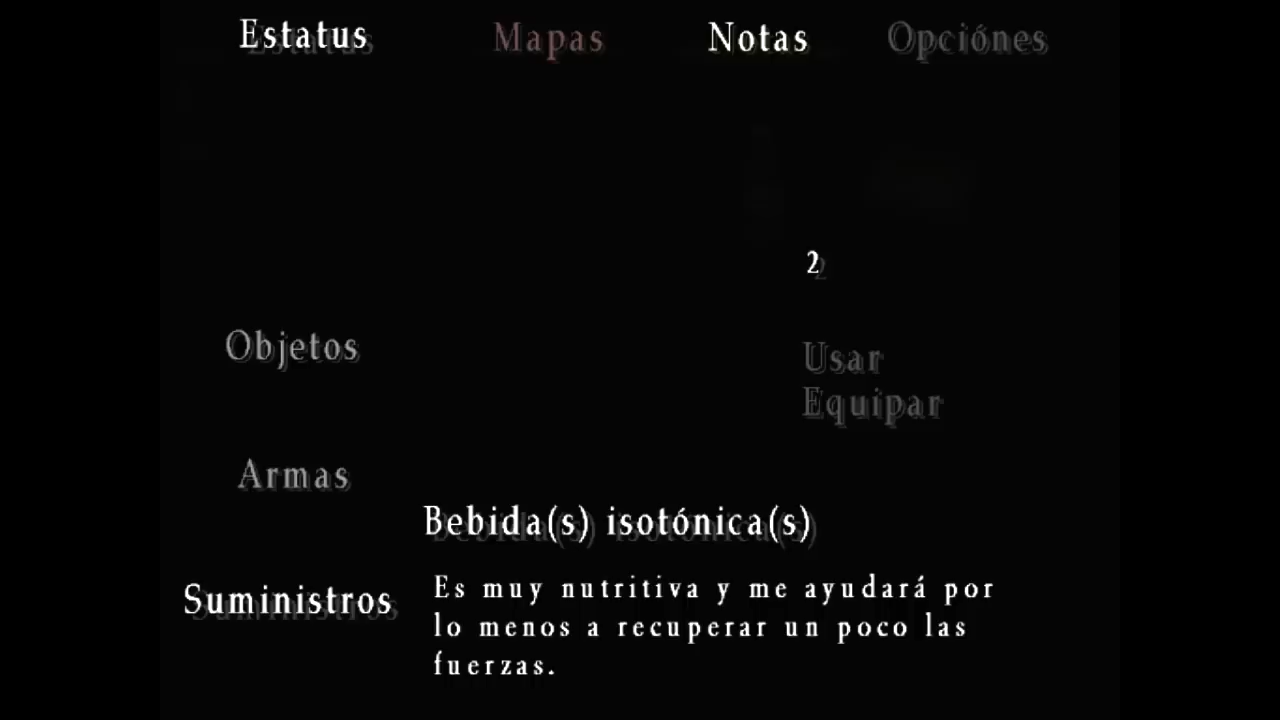 Estatus Mapas Notas Opciónes
2
Objetos
Usar
Equipar
Armas
Bebida(s) isotónica(s)
Suministros
Es muy nutritiva y me ayudará por
lo menos a recuperar un poco las
fuerzas.